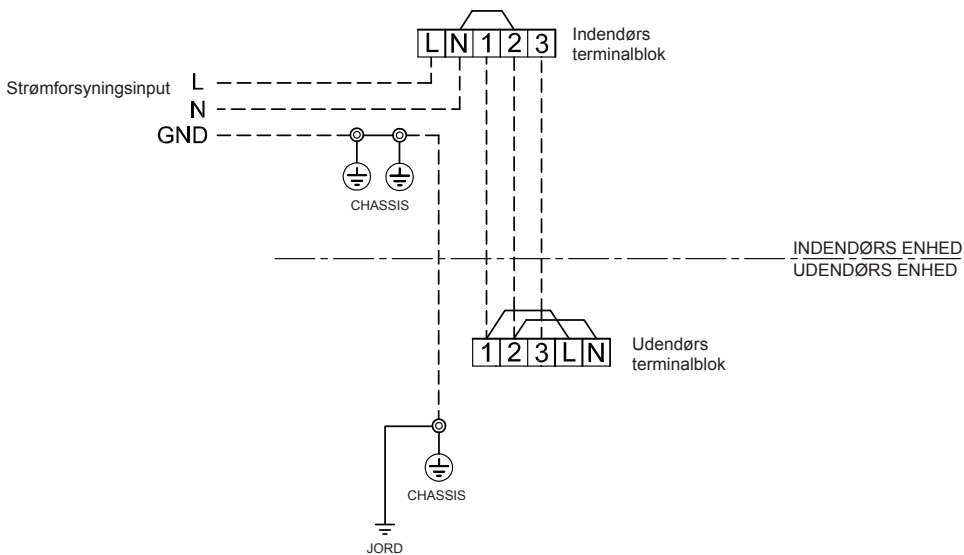 L N 1 2 3
Indendørs
terminalblok
Strømforsyningsinput
L
N
GND
CHASSIS
INDENDØRS ENHED
UDENDØRS ENHED
1 2 3 L N
Udendørs
terminalblok
CHASSIS
JORD